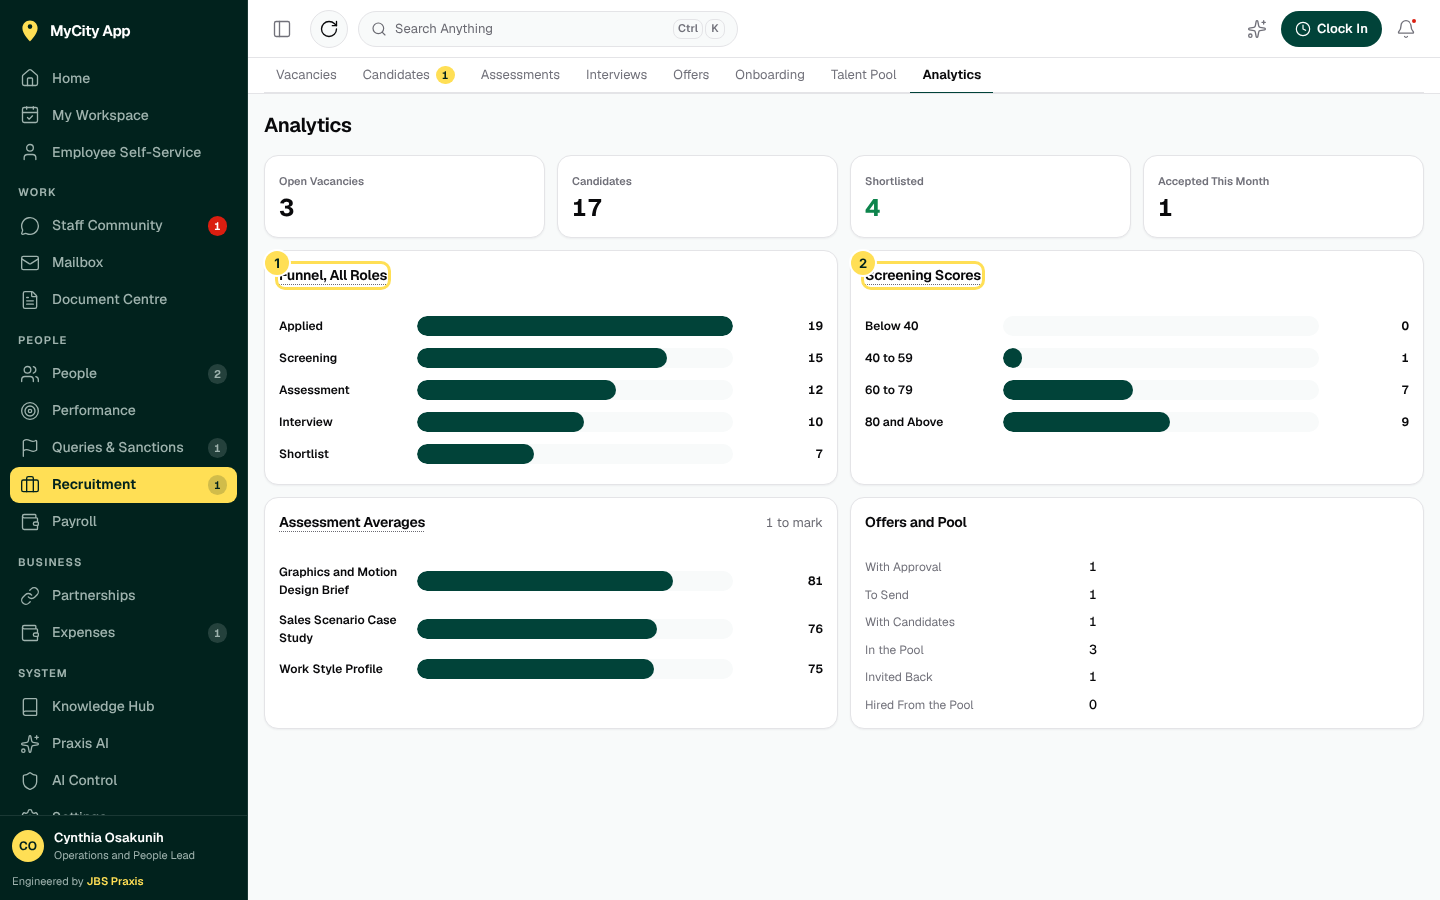 MyCity App
Home
My Workspace
Employee Self-Service
WORK
Staff Community 1
Mailbox
Document Centre
PEOPLE
People 2
Performance
Queries & Sanctions 1
Recruitment 1
Payroll
BUSINESS
Partnerships
Expenses 1
SYSTEM
Knowledge Hub
Praxis AI
AI Control
CO
Cynthia Osakunih
Operations and People Lead
Engineered by JBS Praxis
Search Anything Ctrl K
Clock In
Vacancies Candidates 1 Assessments Interviews Offers Onboarding Talent Pool Analytics
Analytics
Open Vacancies
3
Candidates
17
Shortlisted
4
Accepted This Month
1
1
Funnel, All Roles
Applied 19
Screening 15
Assessment 12
Interview 10
Shortlist 7
2
Screening Scores
Below 40 0
40 to 59 1
60 to 79 7
80 and Above 9
Assessment Averages 1 to mark
Graphics and Motion
Design Brief 81
Sales Scenario Case
Study 76
Work Style Profile 75
Offers and Pool
With Approval 1
To Send 1
With Candidates 1
In the Pool 3
Invited Back 1
Hired From the Pool 0